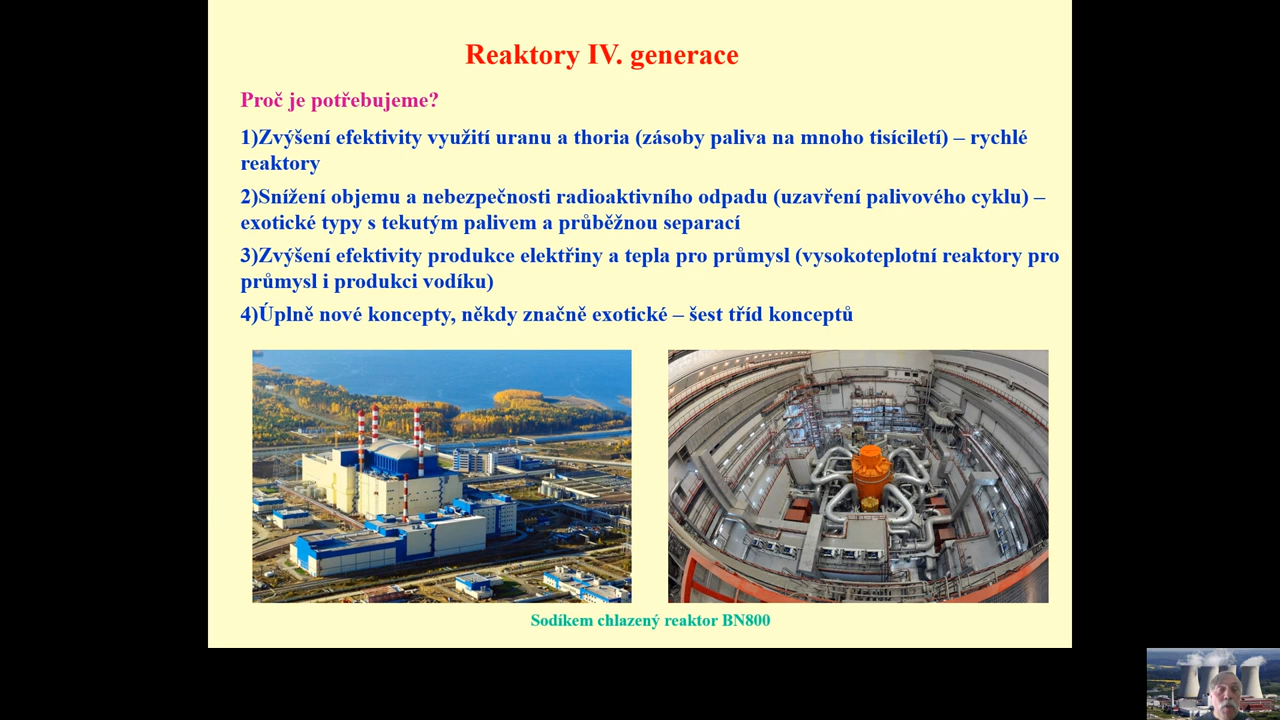 Reaktory IV. generace
Proč je potřebujeme?
1)Zvýšení efektivity využití uranu a thoria (zásoby paliva na mnoho tisíciletí) – rychlé
reaktory
2)Snížení objemu a nebezpečnosti radioaktivního odpadu (uzavření palivového cyklu) –
exotické typy s tekutým palivem a průběžnou separací
3)Zvýšení efektivity produkce elektřiny a tepla pro průmysl (vysokoteplotní reaktory pro
průmysl i produkci vodíku)
4)Úplně nové koncepty, někdy značně exotické – šest tříd konceptů
Sodíkem chlazený reaktor BN800